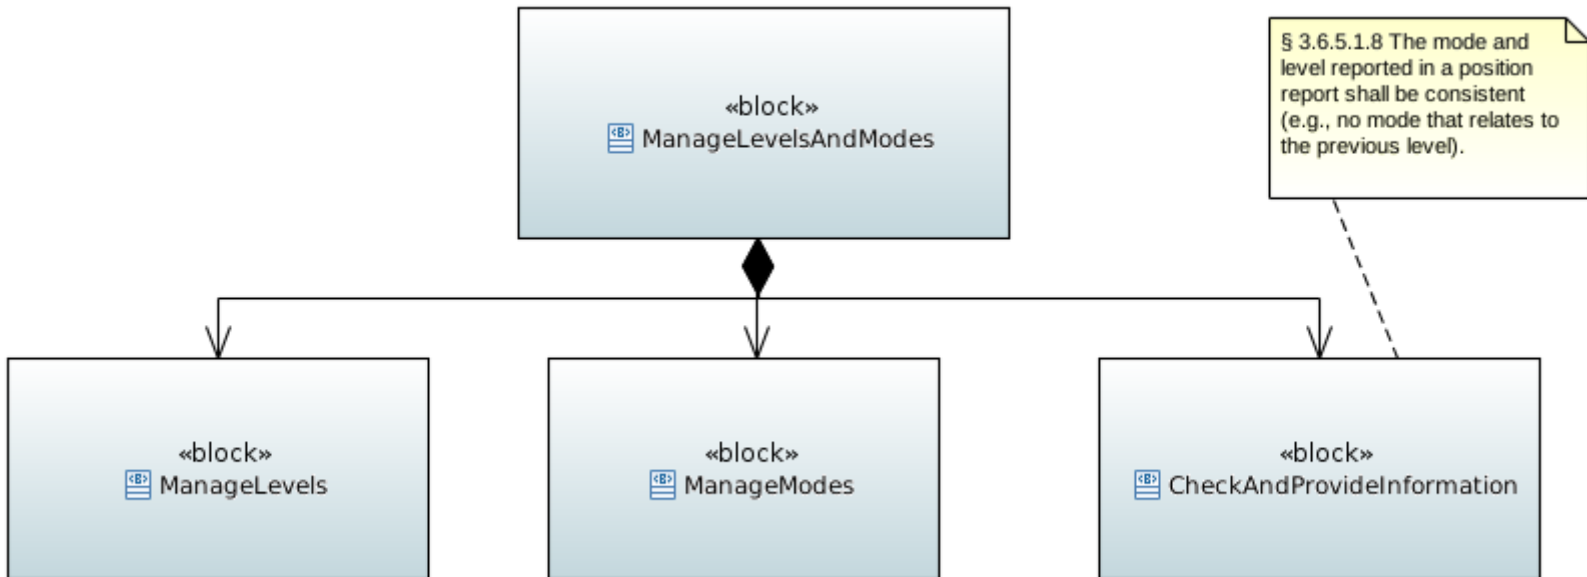 «block»
ManageLevelsAndModes
§ 3.6.5.1.8 The mode and
level reported in a position
report shall be consistent
(e.g., no mode that relates to
the previous level).
«block»
ManageLevels
«block»
ManageModes
«block»
CheckAndProvideInformation